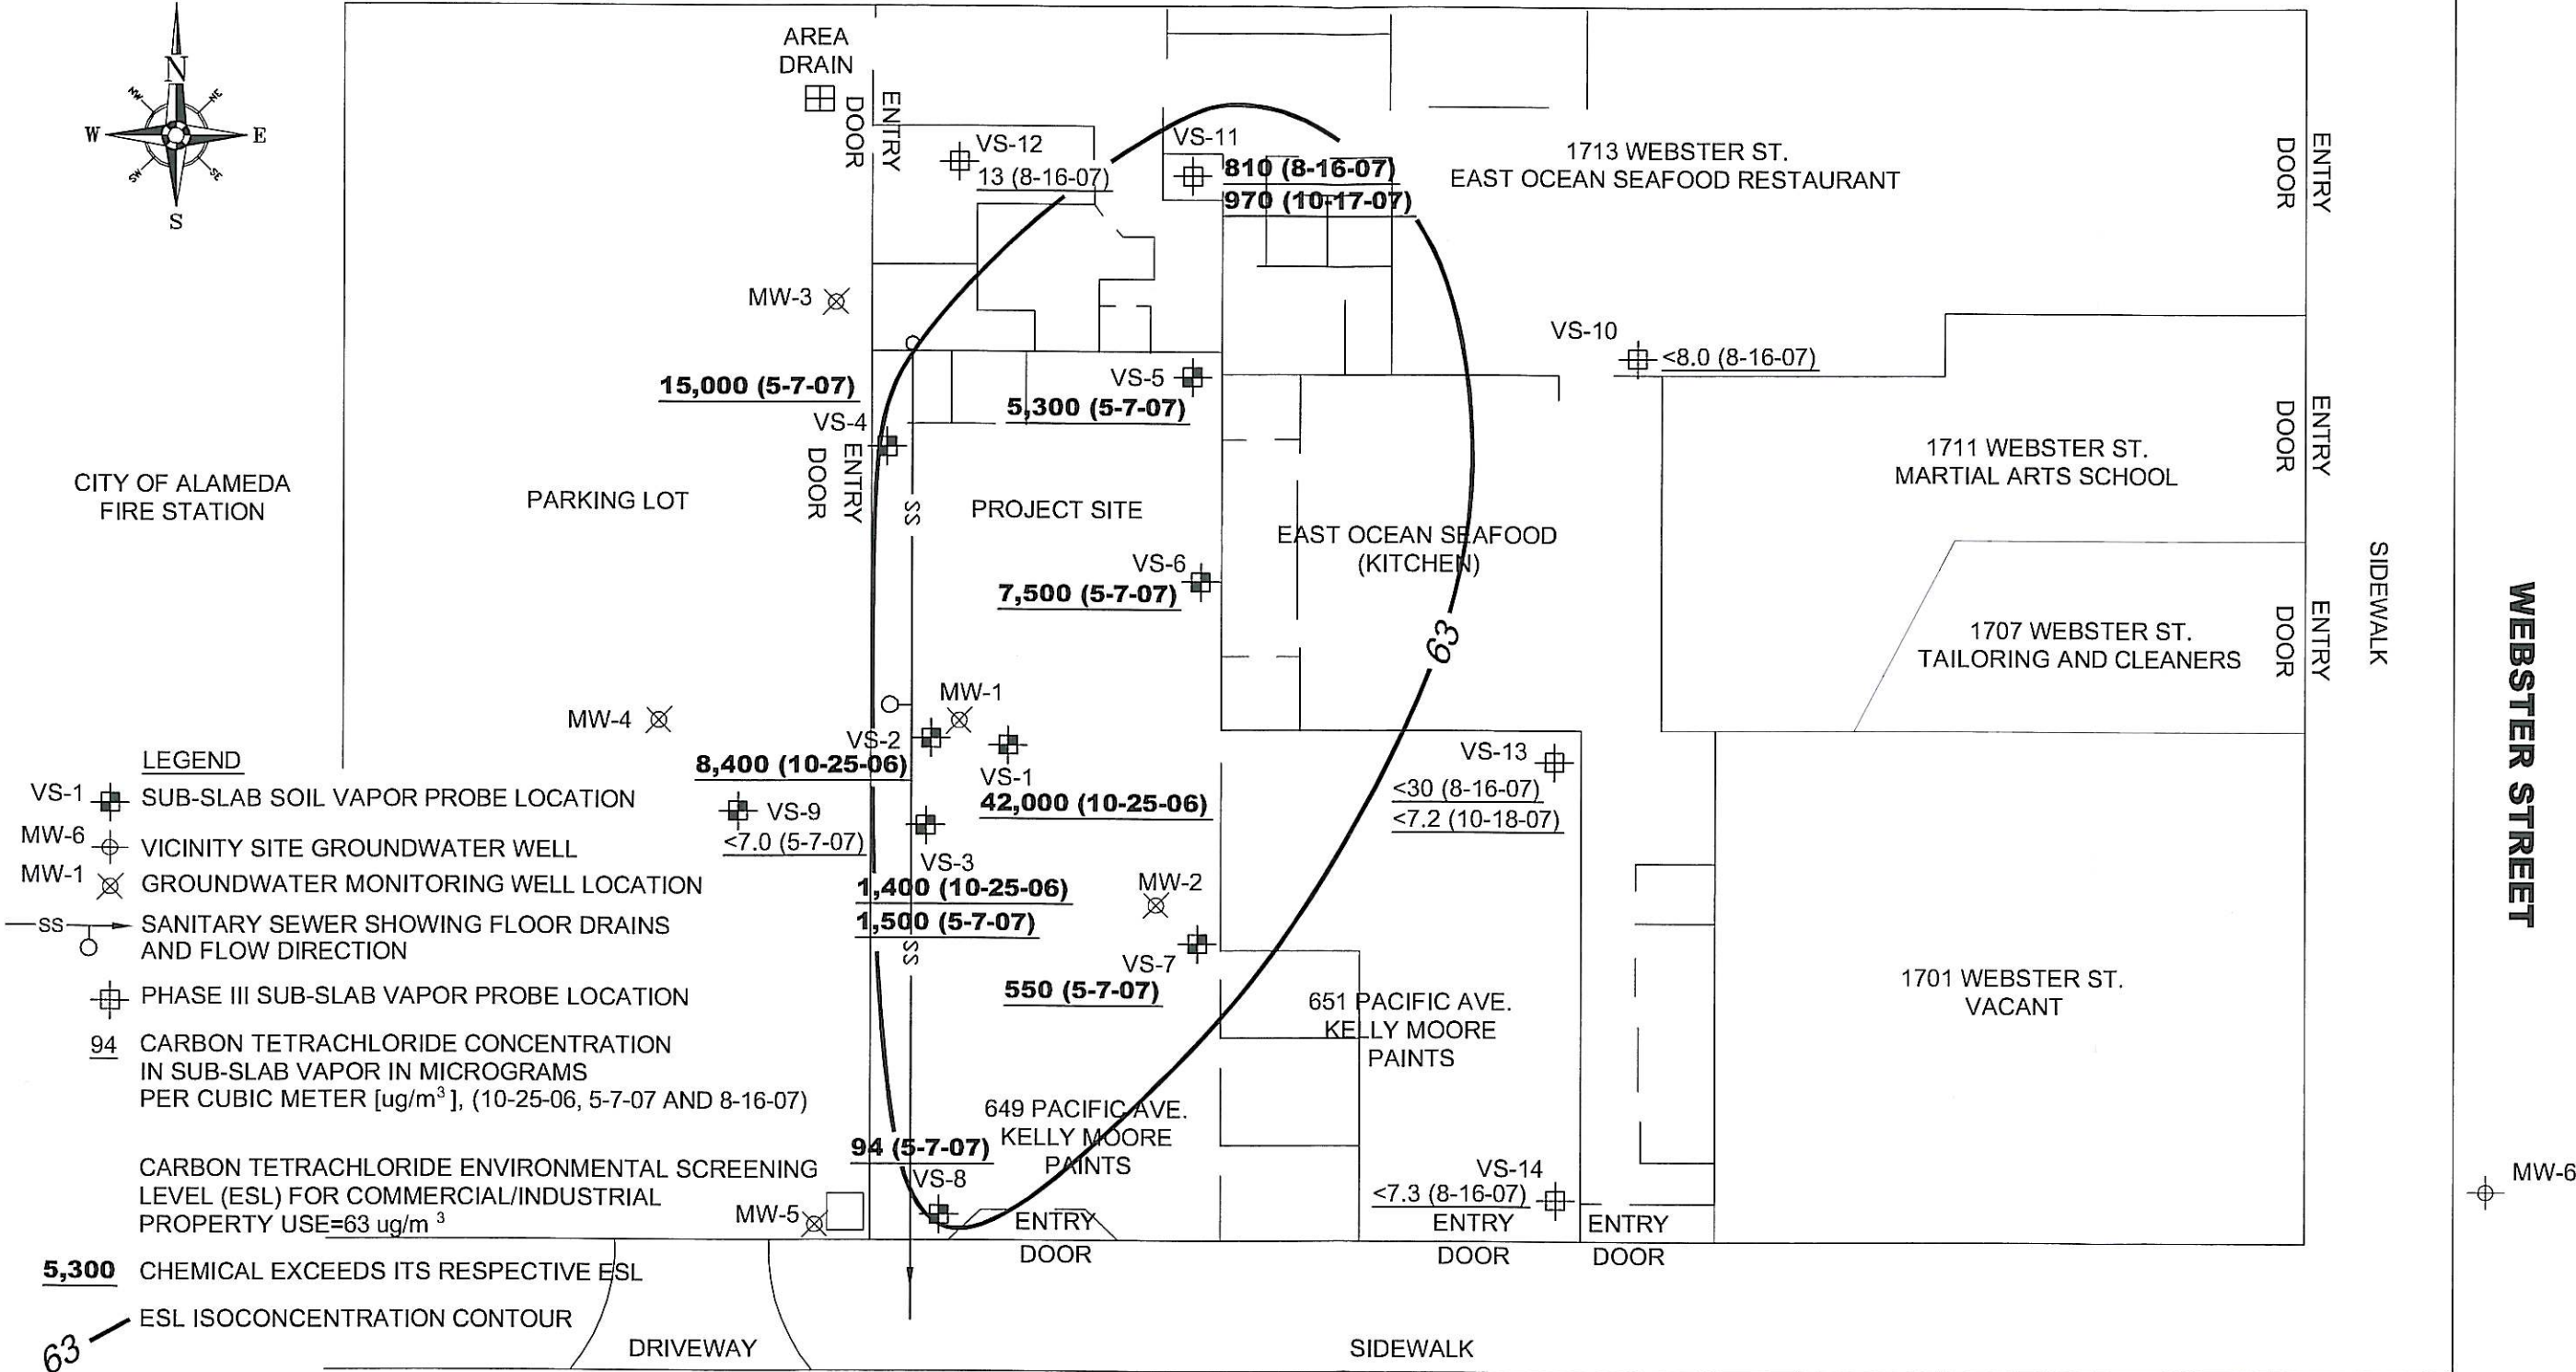 N
NW
NE
W
E
SW
SE
S
AREA
DRAIN
ENTRY
DOOR
VS-12
13 (8-16-07)
VS-11
810 (8-16-07)
970 (10-17-07)
1713 WEBSTER ST.
EAST OCEAN SEAFOOD RESTAURANT
ENTRY
DOOR
MW-3
VS-10
<8.0 (8-16-07)
15,000 (5-7-07)
VS-4
ENTRY
DOOR
VS-5
5,300 (5-7-07)
1711 WEBSTER ST.
MARTIAL ARTS SCHOOL
ENTRY
DOOR
CITY OF ALAMEDA
FIRE STATION
PARKING LOT
SS
PROJECT SITE
EAST OCEAN SEAFOOD
(KITCHEN)
VS-6
7,500 (5-7-07)
63
1707 WEBSTER ST.
TAILORING AND CLEANERS
ENTRY
DOOR
SIDEWALK
WEBSTER STREET
MW-4
MW-1
VS-2
8,400 (10-25-06)
VS-1
42,000 (10-25-06)
VS-9
<7.0 (5-7-07)
VS-3
1,400 (10-25-06)
1,500 (5-7-07)
SS
MW-2
VS-7
550 (5-7-07)
VS-13
<30 (8-16-07)
<7.2 (10-18-07)
651 PACIFIC AVE.
KELLY MOORE
PAINTS
1701 WEBSTER ST.
VACANT
649 PACIFIC AVE.
KELLY MOORE
PAINTS
94 (5-7-07)
VS-8
MW-5
ENTRY
DOOR
VS-14
<7.3 (8-16-07)
ENTRY
DOOR
ENTRY
DOOR
MW-6
DRIVEWAY
SIDEWALK
LEGEND
VS-1 SUB-SLAB SOIL VAPOR PROBE LOCATION
MW-6 VICINITY SITE GROUNDWATER WELL
MW-1 GROUNDWATER MONITORING WELL LOCATION
SS SANITARY SEWER SHOWING FLOOR DRAINS
AND FLOW DIRECTION
PHASE III SUB-SLAB VAPOR PROBE LOCATION
94 CARBON TETRACHLORIDE CONCENTRATION
IN SUB-SLAB VAPOR IN MICROGRAMS
PER CUBIC METER [ug/m³], (10-25-06, 5-7-07 AND 8-16-07)
CARBON TETRACHLORIDE ENVIRONMENTAL SCREENING
LEVEL (ESL) FOR COMMERCIAL/INDUSTRIAL
PROPERTY USE=63 ug/m ³
5,300 CHEMICAL EXCEEDS ITS RESPECTIVE ESL
63 ESL ISOCONCENTRATION CONTOUR